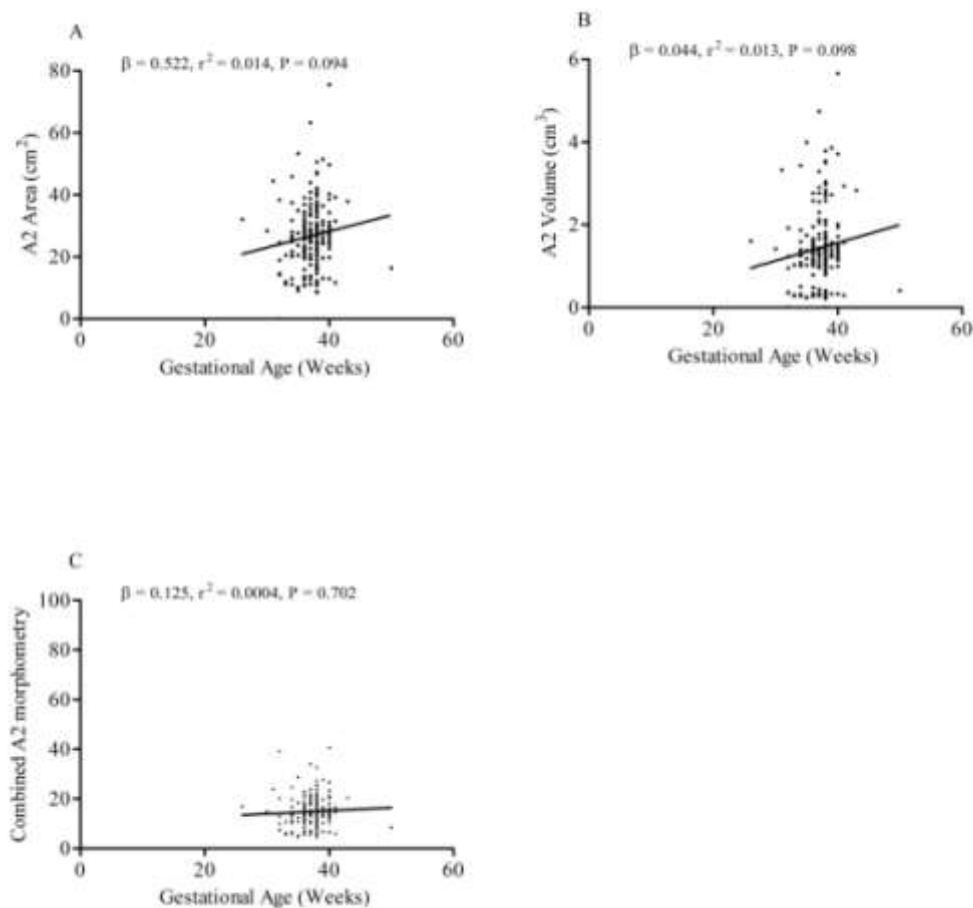 A
β = 0.522, r² = 0.014, P = 0.094
80
60
40
20
0
A2 Area (cm²)
0 20 40 60
Gestational Age (Weeks)
B
β = 0.044, r² = 0.013, P = 0.098
6
4
2
0
A2 Volume (cm³)
0 20 40 60
Gestational Age (Weeks)
C
β = 0.125, r² = 0.0004, P = 0.702
100
80
60
40
20
0
Combined A2 morphometry
0 20 40 60
Gestational Age (Weeks)